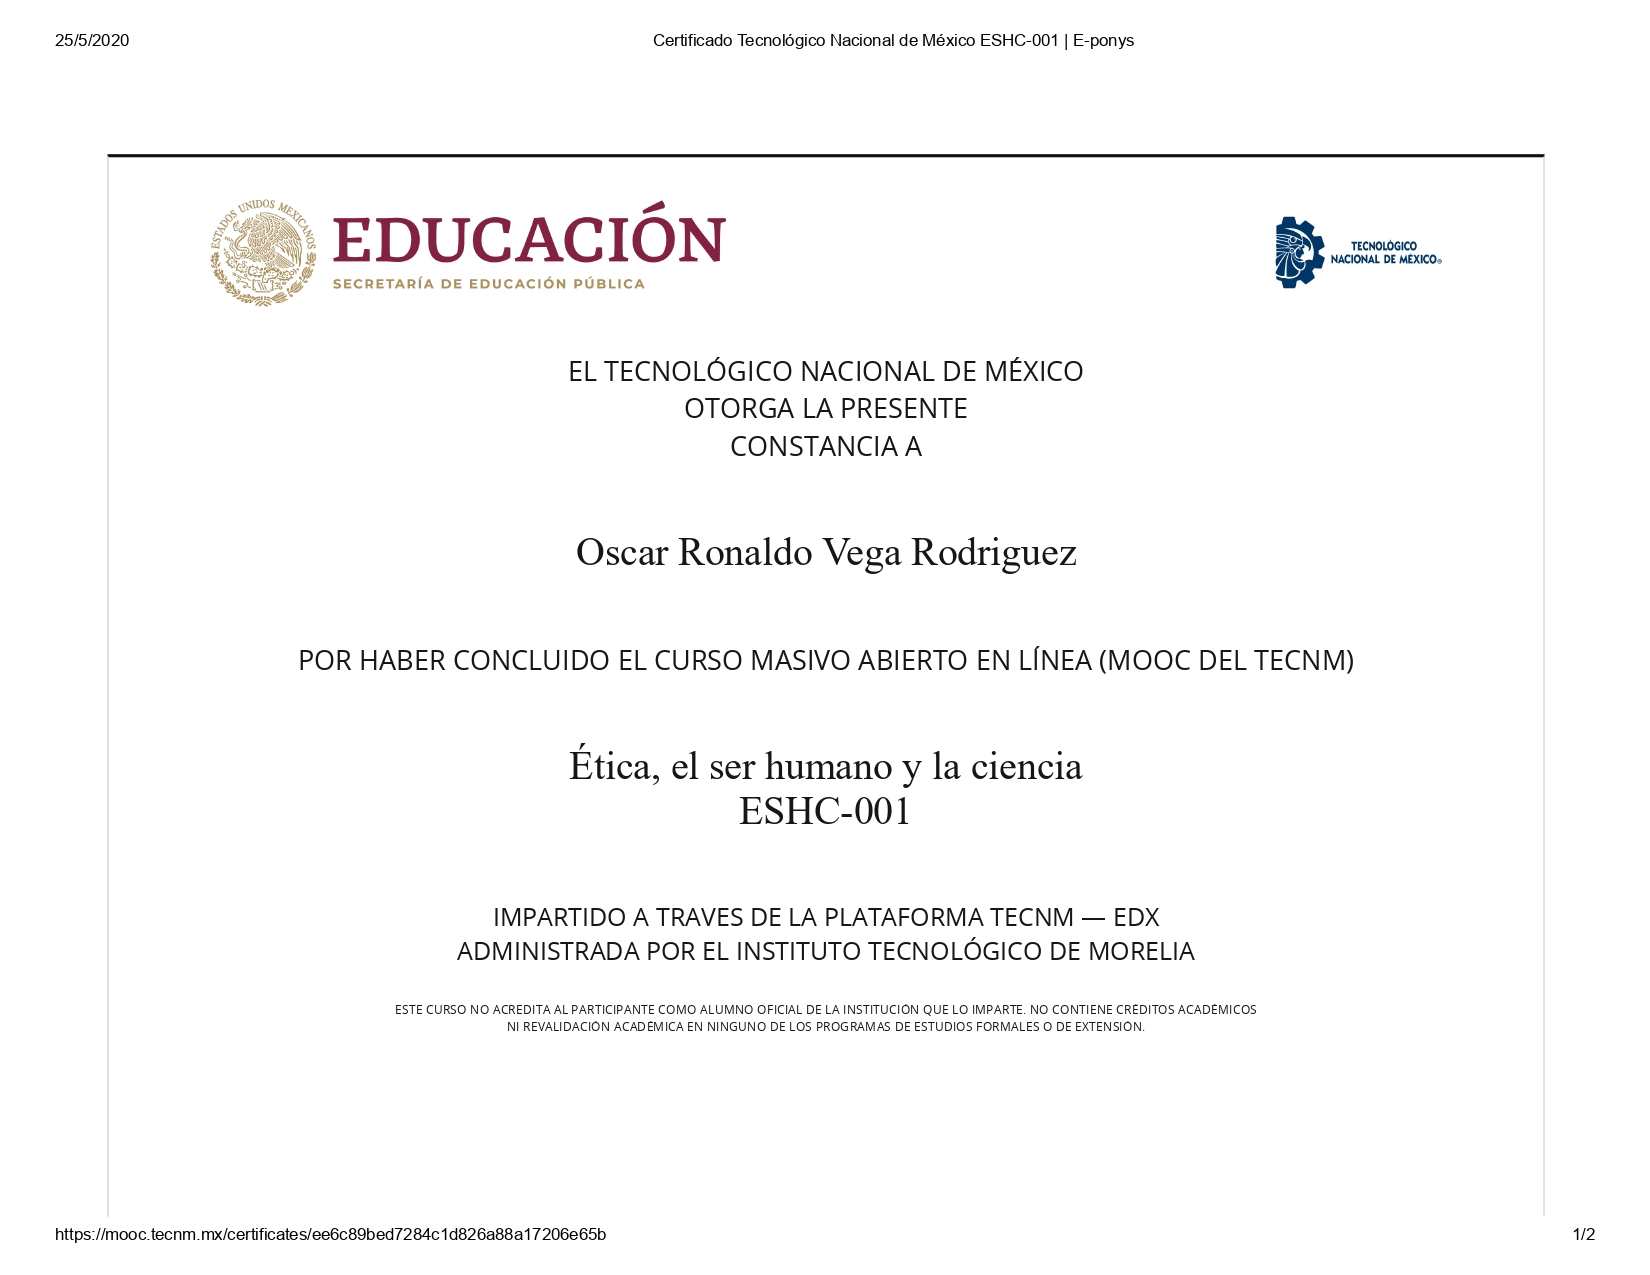 25/5/2020
Certificado Tecnológico Nacional de México ESHC-001 | E-ponys
ESTADOS UNIDOS MEXICANOS
EDUCACIÓN
SECRETARÍA DE EDUCACIÓN PÚBLICA
TECNOLÓGICO
NACIONAL DE MÉXICO®
EL TECNOLÓGICO NACIONAL DE MÉXICO
OTORGA LA PRESENTE
CONSTANCIA A
Oscar Ronaldo Vega Rodriguez
POR HABER CONCLUIDO EL CURSO MASIVO ABIERTO EN LÍNEA (MOOC DEL TECNM)
Ética, el ser humano y la ciencia
ESHC-001
IMPARTIDO A TRAVES DE LA PLATAFORMA TECNM — EDX
ADMINISTRADA POR EL INSTITUTO TECNOLÓGICO DE MORELIA
ESTE CURSO NO ACREDITA AL PARTICIPANTE COMO ALUMNO OFICIAL DE LA INSTITUCIÓN QUE LO IMPARTE. NO CONTIENE CRÉDITOS ACADÉMICOS
NI REVALIDACIÓN ACADÉMICA EN NINGUNO DE LOS PROGRAMAS DE ESTUDIOS FORMALES O DE EXTENSIÓN.
https://mooc.tecnm.mx/certificates/ee6c89bed7284c1d826a88a17206e65b
1/2